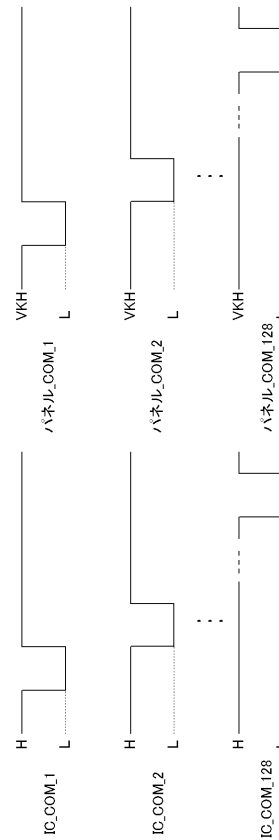 H
L
IC_COM_1
H
L
IC_COM_2
H
L
IC_COM_128
VKH
L
パネル_COM_1
VKH
L
パネル_COM_2
VKH
L
パネル_COM_128